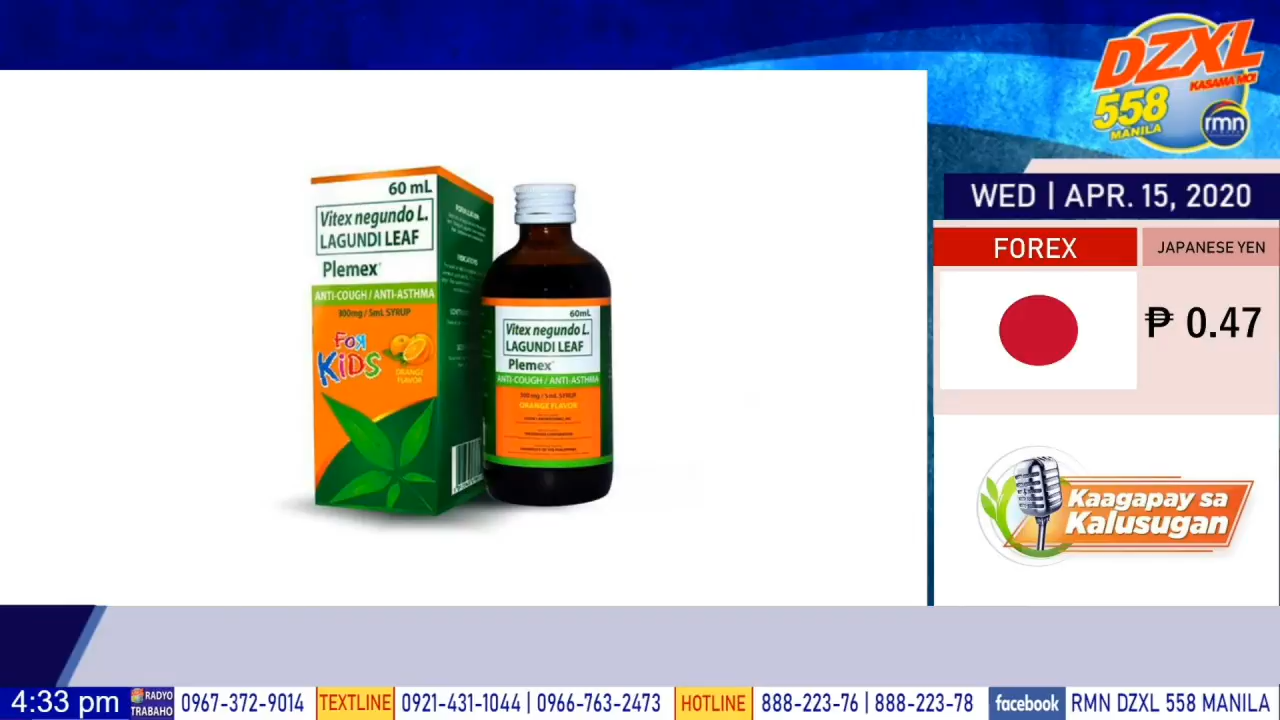 DZXL
KASAMA MO!
558
MANILA
rmn
WED | APR. 15, 2020
FOREX
JAPANESE YEN
₱ 0.47
60 mL
Vitex negundo L.
LAGUNDI LEAF
Plemex
ANTI-COUGH / ANTI-ASTHMA
300mg / 5mL SYRUP
FOR
KiDS
ORANGE
FLAVOR
60mL
Vitex negundo L.
LAGUNDI LEAF
Plemex
ANTI-COUGH / ANTI-ASTHMA
300 mg / 5mL SYRUP
ORANGE FLAVOR
Kaagapay sa
Kalusugan
4:33 pm
RADYO
TRABAHO
0967-372-9014
TEXTLINE
0921-431-1044 | 0966-763-2473
HOTLINE
888-223-76 | 888-223-78
facebook
RMN DZXL 558 MANILA